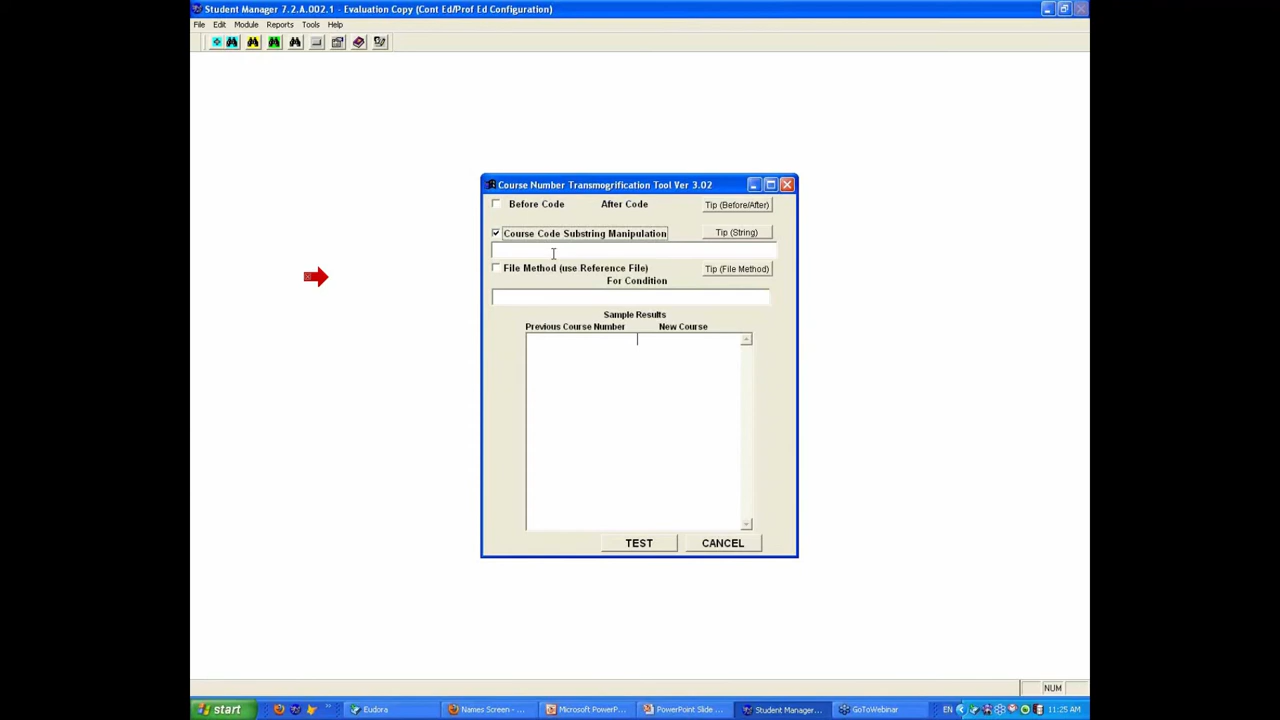 Student Manager 7.2.A.002.1 - Evaluation Copy (Cont Ed/Prof Ed Configuration)
File Edit Module Reports Tools Help
Course Number Transmogrification Tool Ver 3.02
Before Code After Code Tip (Before/After)
Course Code Substring Manipulation Tip (String)
File Method (use Reference File) Tip (File Method)
For Condition
Sample Results
Previous Course Number New Course
TEST CANCEL
NUM
start Eudora Names Screen - ... Microsoft PowerP... PowerPoint Slide ... Student Manager... GoToWebinar EN 11:25 AM